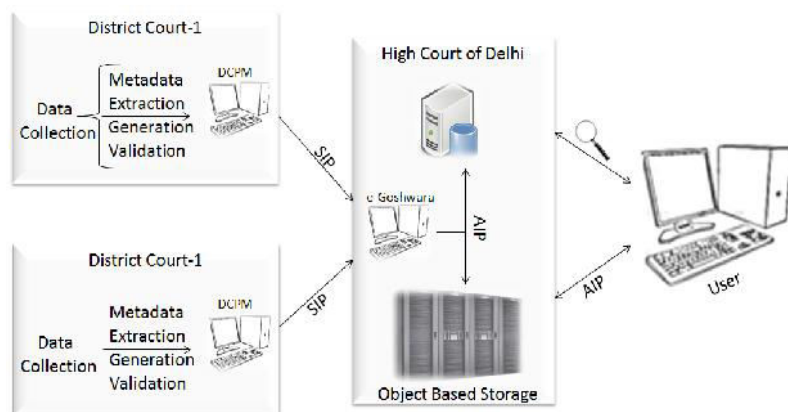 District Court-1
DCPM
Metadata
Extraction
Generation
Validation
Data
Collection
SIP
District Court-1
DCPM
Metadata
Extraction
Generation
Validation
Data
Collection
SIP
High Court of Delhi
e-Goshwara
AIP
Object Based Storage
AIP
User